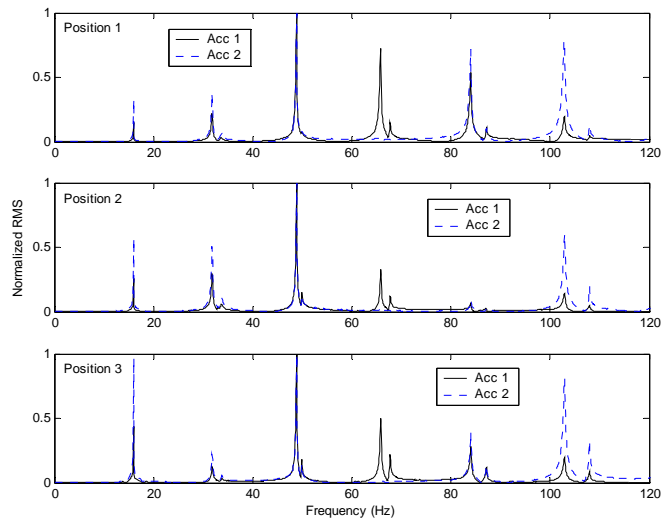 Position 1
Acc 1
Acc 2
1
0.5
0
0 20 40 60 80 100 120
Normalized RMS
Position 2
Acc 1
Acc 2
1
0.5
0
0 20 40 60 80 100 120
Position 3
Acc 1
Acc 2
1
0.5
0
0 20 40 60 80 100 120
Frequency (Hz)